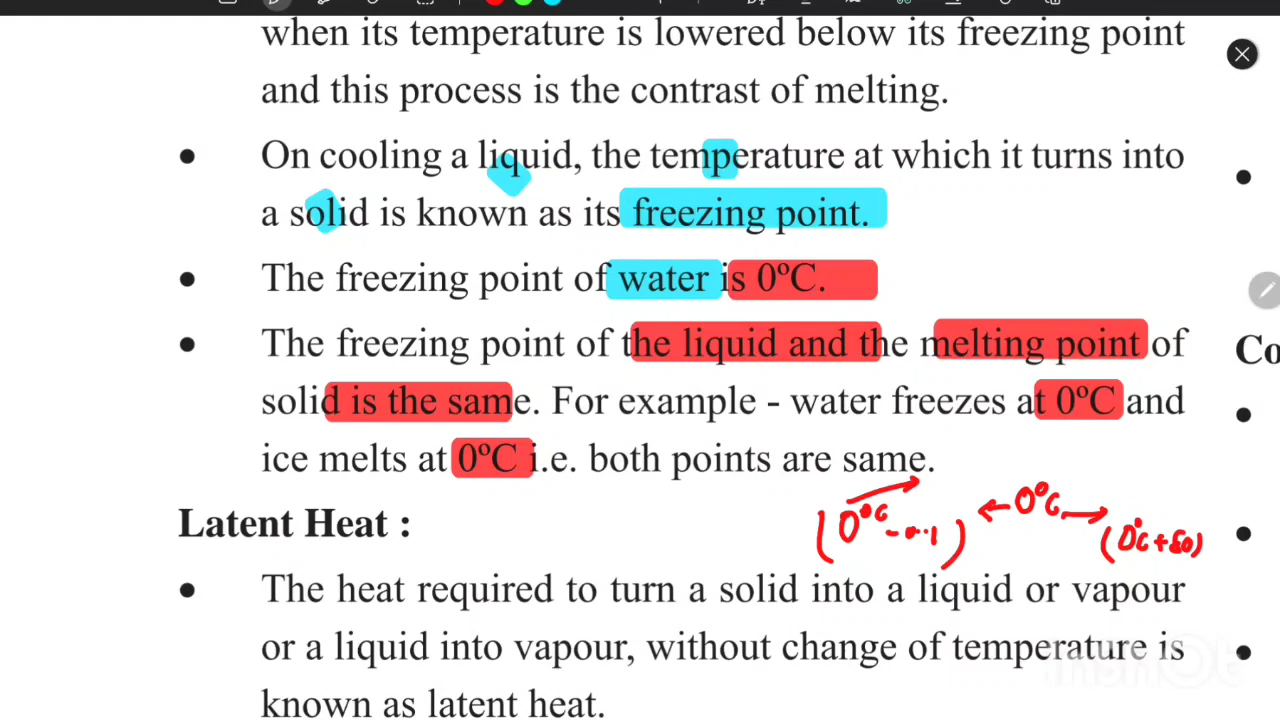 when its temperature is lowered below its freezing point
and this process is the contrast of melting.
• On cooling a liquid, the temperature at which it turns into
a solid is known as its freezing point.
• The freezing point of water is 0ºC.
• The freezing point of the liquid and the melting point of
solid is the same. For example - water freezes at 0ºC and
ice melts at 0ºC i.e. both points are same.
Co
(0°C - 0.1) ← 0°C → (0°C +
Latent Heat :
• The heat required to turn a solid into a liquid or vapour
or a liquid into vapour, without change of temperature is
known as latent heat.